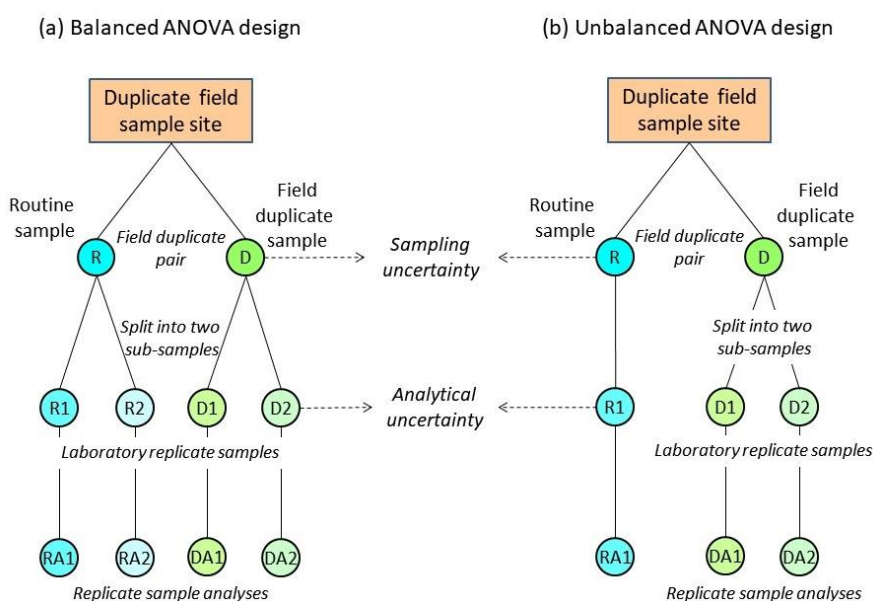 (a) Balanced ANOVA design
Duplicate field
sample site
Routine
sample
Field
duplicate
sample
Field duplicate
pair
R
D
Split into two
sub-samples
R1
R2
D1
D2
Laboratory replicate samples
RA1
RA2
DA1
DA2
Replicate sample analyses
Sampling
uncertainty
Analytical
uncertainty
(b) Unbalanced ANOVA design
Duplicate field
sample site
Routine
sample
Field
duplicate
sample
Field duplicate
pair
R
D
Split into two
sub-samples
R1
D1
D2
Laboratory replicate samples
RA1
DA1
DA2
Replicate sample analyses